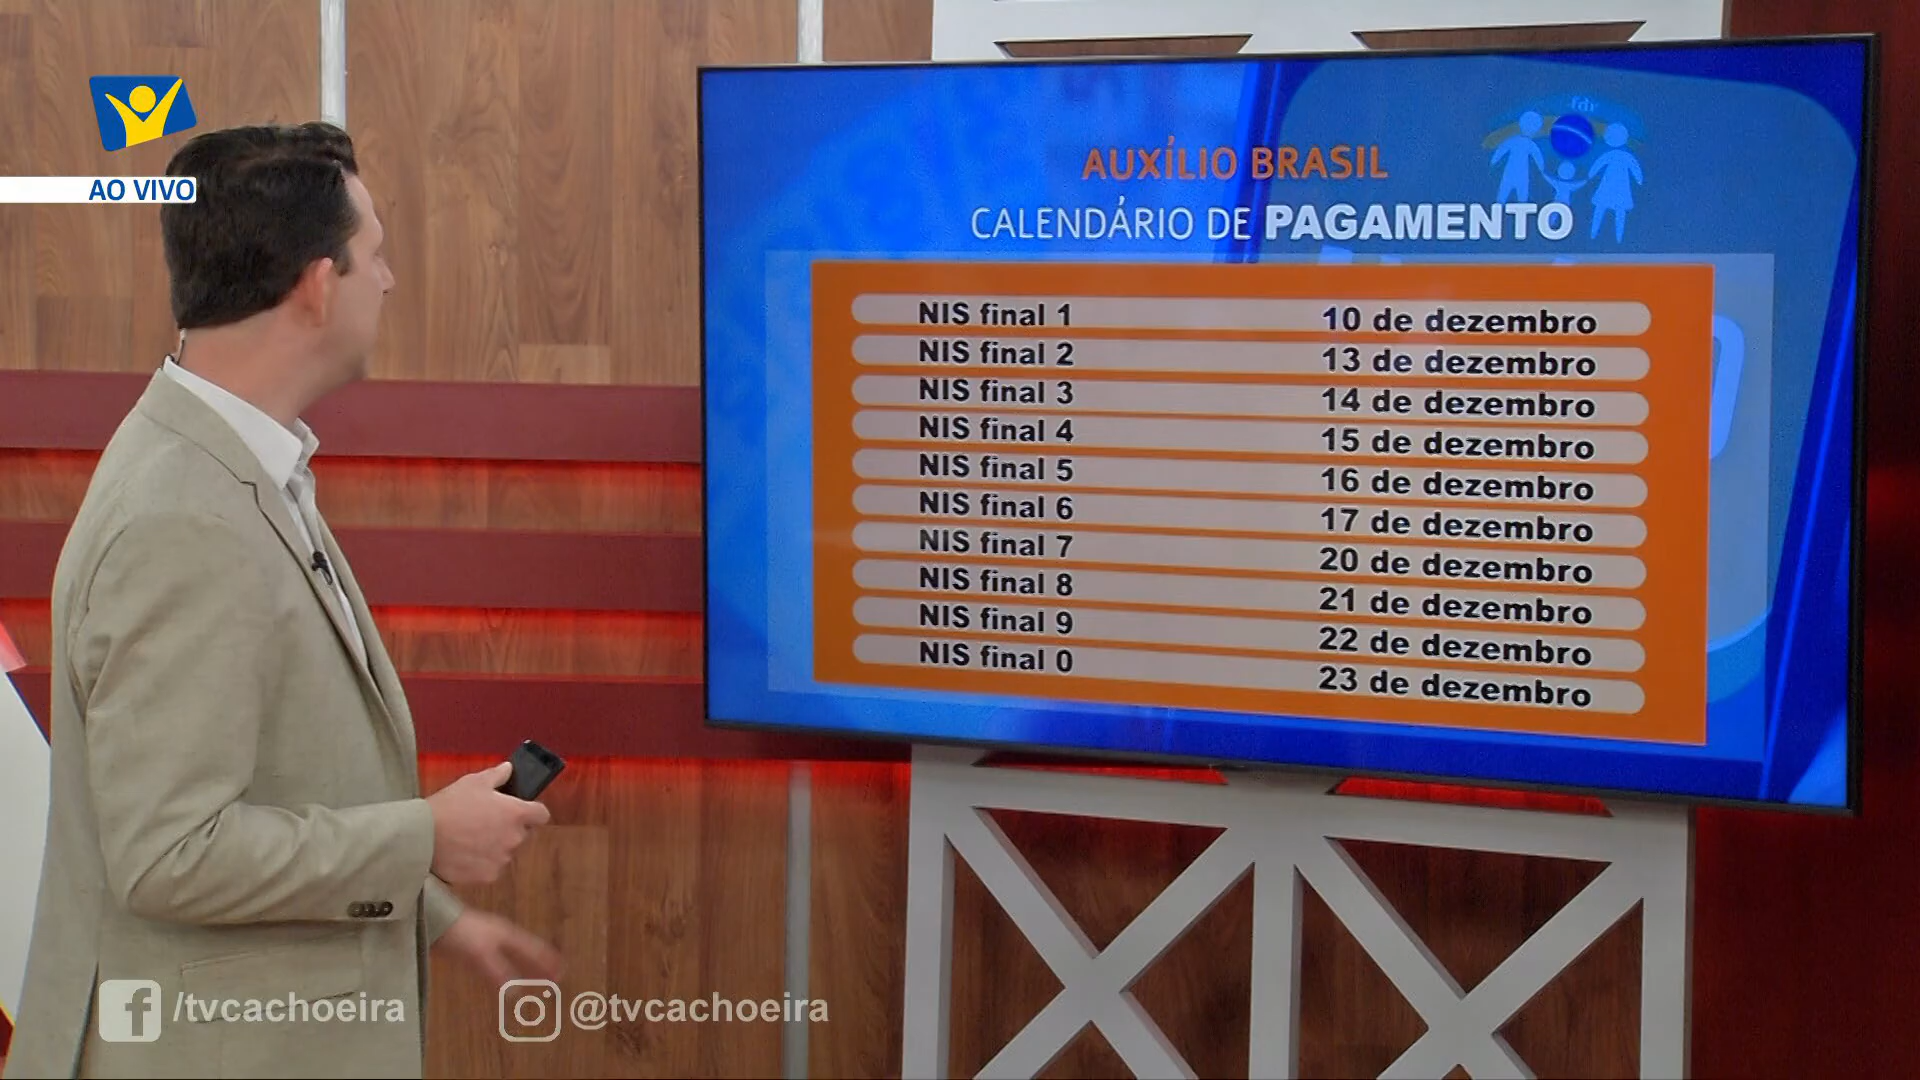 AO VIVO
fdr
AUXÍLIO BRASIL
CALENDÁRIO DE PAGAMENTO
NIS final 1 10 de dezembro
NIS final 2 13 de dezembro
NIS final 3 14 de dezembro
NIS final 4 15 de dezembro
NIS final 5 16 de dezembro
NIS final 6 17 de dezembro
NIS final 7 20 de dezembro
NIS final 8 21 de dezembro
NIS final 9 22 de dezembro
NIS final 0 23 de dezembro
/tvcachoeira @tvcachoeira